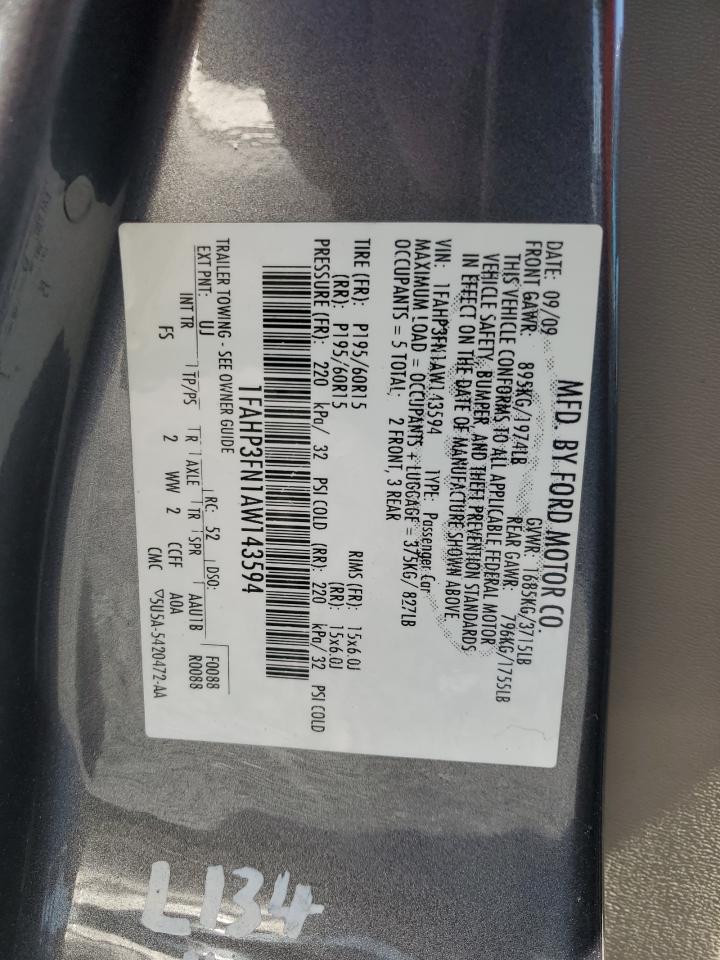 MFD. BY FORD MOTOR CO.
DATE: 09/09 GVWR: 1685KG/3715LB
FRONT GAWR: 895KG/1974LB REAR GAWR: 796KG/1755LB
THIS VEHICLE CONFORMS TO ALL APPLICABLE FEDERAL MOTOR
VEHICLE SAFETY, BUMPER, AND THEFT PREVENTION STANDARDS
IN EFFECT ON THE DATE OF MANUFACTURE SHOWN ABOVE
VIN: 1FAHP3FN1AW143594 TYPE: Passenger Car
MAXIMUM LOAD = OCCUPANTS + LUGGAGE = 375KG/ 827LB
OCCUPANTS = 5 TOTAL; 2 FRONT, 3 REAR
TIRE (FR): P195/60R15 RIMS (FR): 15x6.0J
(RR): P195/60R15 (RR): 15x6.0J
PRESSURE (FR): 220 kPa/ 32 PSI COLD (RR): 220 kPa/ 32 PSI COLD
1FAHP3FN1AW143594
TRAILER TOWING - SEE OWNER GUIDE
EXT PNT: UJ RC: 52 DSO: F0088
R0088
INT TR TP/PS R AXLE TR SPR AAU1B
FS 2 WW 2 CCFF AOA
CMC 5U5A-5420472-AA
L134